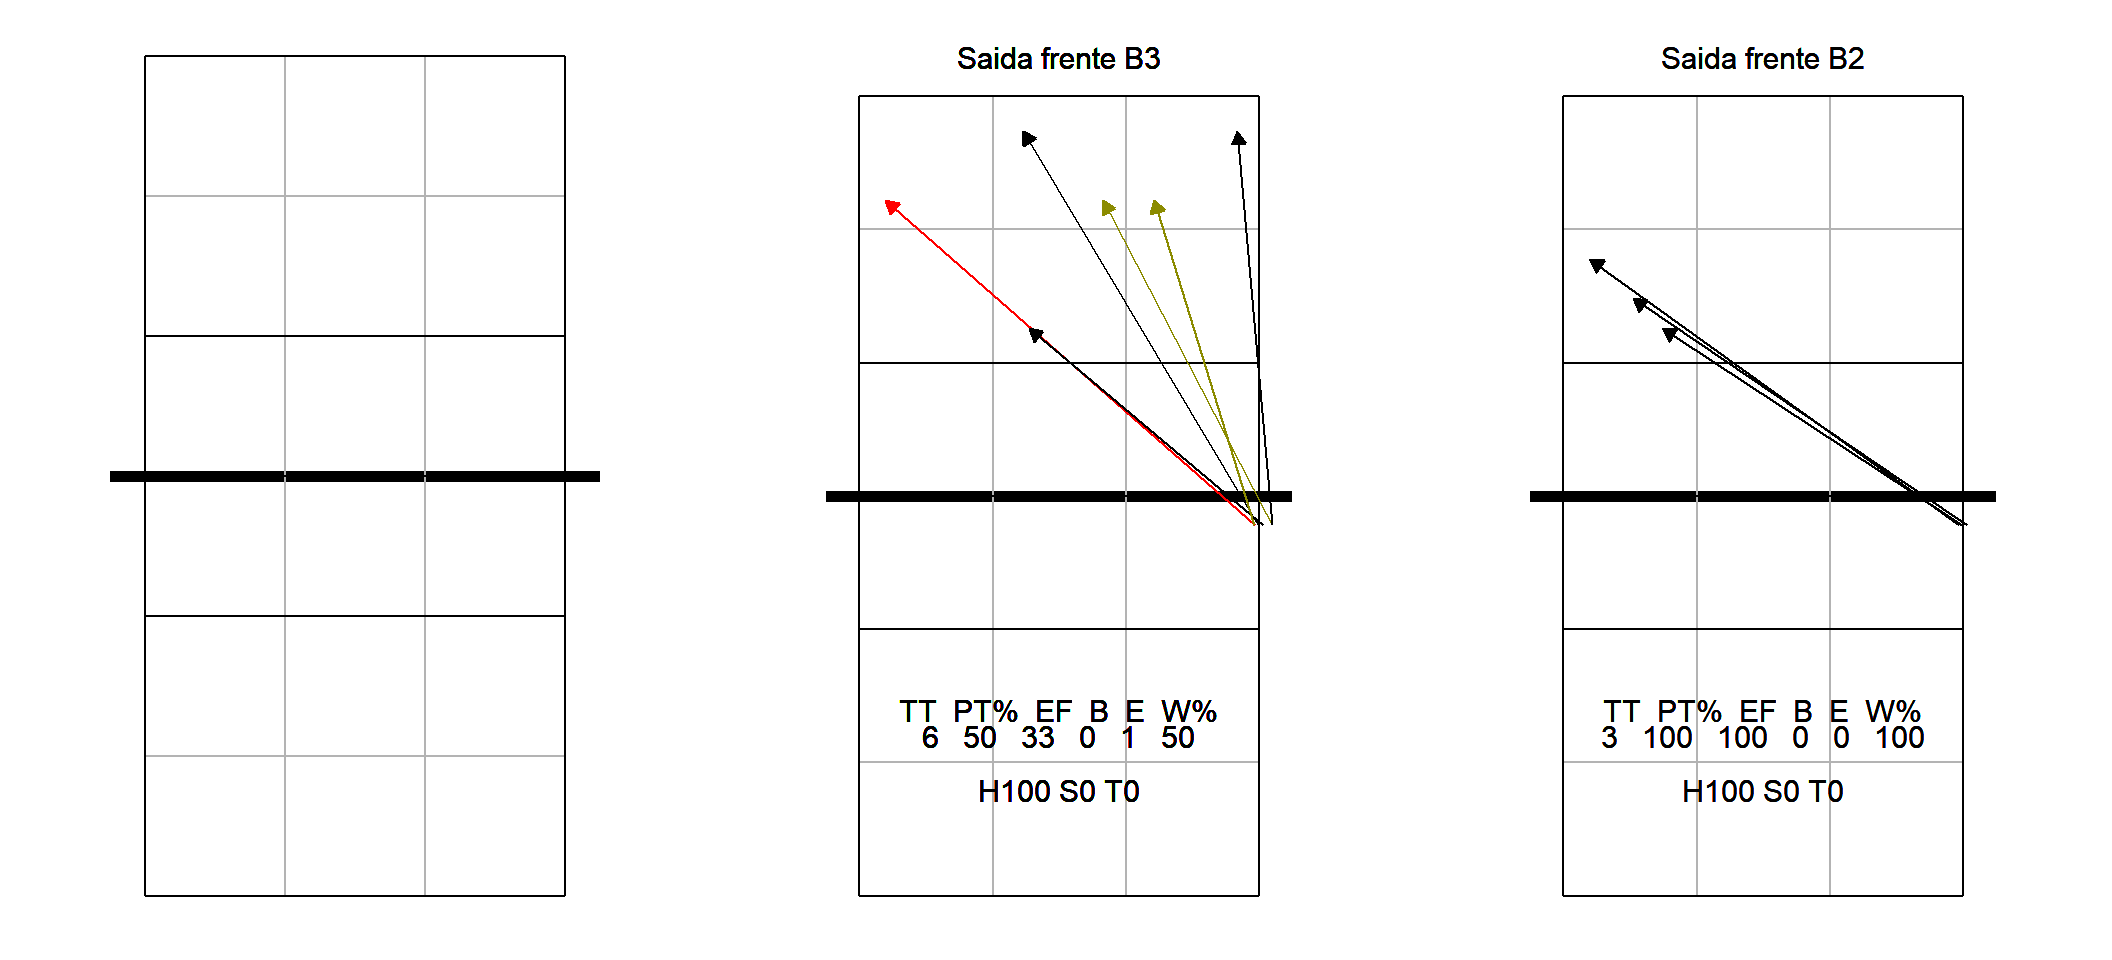 Saida frente B3
TT PT% EF B E W%
6 50 33 0 1 50
H100 S0 T0
Saida frente B2
TT PT% EF B E W%
3 100 100 0 0 100
H100 S0 T0